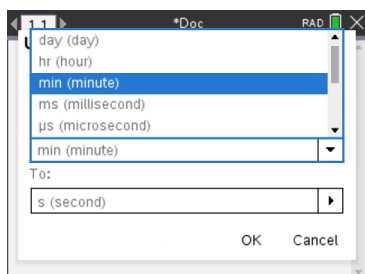 1.1 *Doc RAD
day (day)
hr (hour)
min (minute)
ms (millisecond)
µs (microsecond)
min (minute)
To:
s (second)
OK Cancel